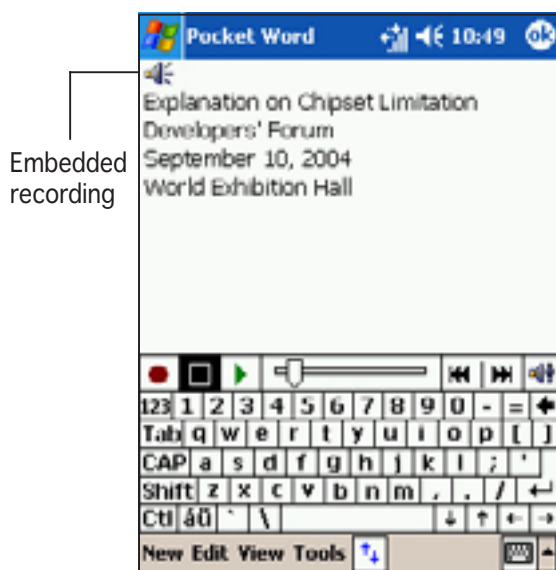 Pocket Word 10:49 ok
Explanation on Chipset Limitation
Developers' Forum
September 10, 2004
World Exhibition Hall
Embedded
recording
123 1 2 3 4 5 6 7 8 9 0 - =
Tab q w e r t y u i o p [ ]
CAP a s d f g h j k l ; '
Shift z x c v b n m , . /
Ctl áü ` \
New Edit View Tools